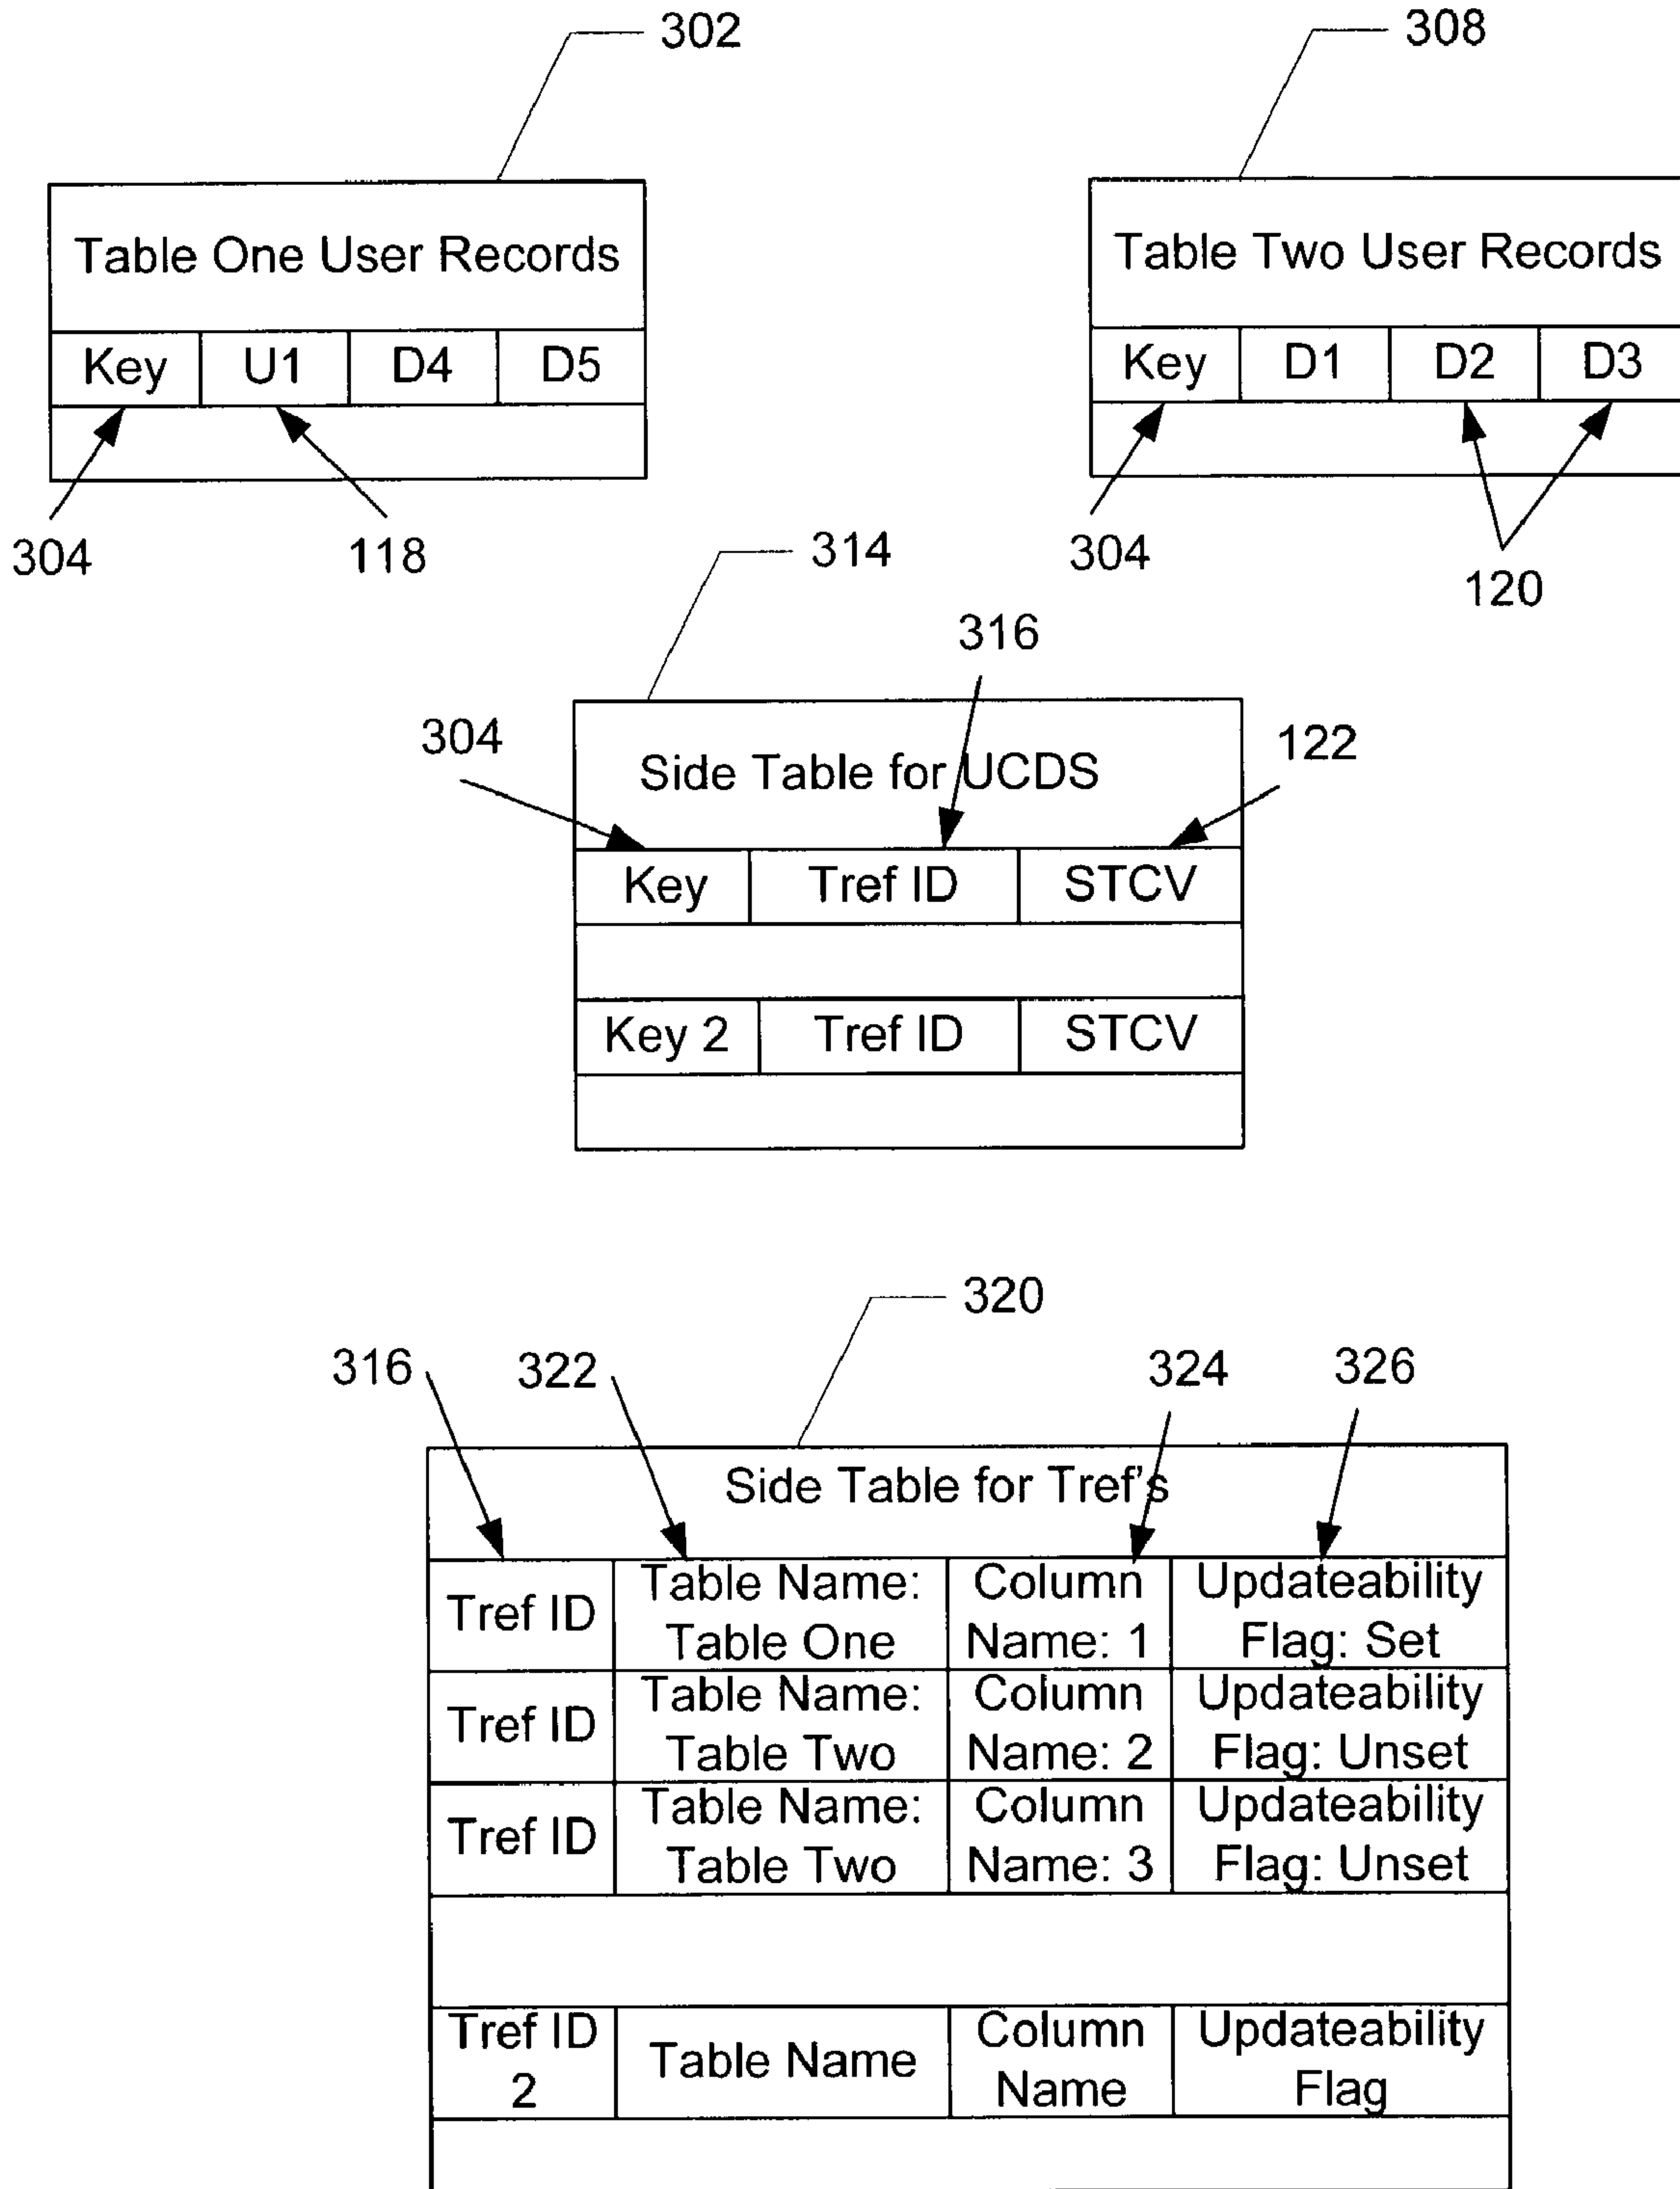 302
308
Table One User Records
Table Two User Records
Key U1 D4 D5
Key D1 D2 D3
304
118
304
120
314
316
304
122
Side Table for UCDS
Key Tref ID STCV
Key 2 Tref ID STCV
320
316
322
324
326
Side Table for Tref's
Tref ID
Table Name:
Table One
Column
Name: 1
Updateability
Flag: Set
Tref ID
Table Name:
Table Two
Column
Name: 2
Updateability
Flag: Unset
Tref ID
Table Name:
Table Two
Column
Name: 3
Updateability
Flag: Unset
Tref ID
2
Table Name
Column
Name
Updateability
Flag